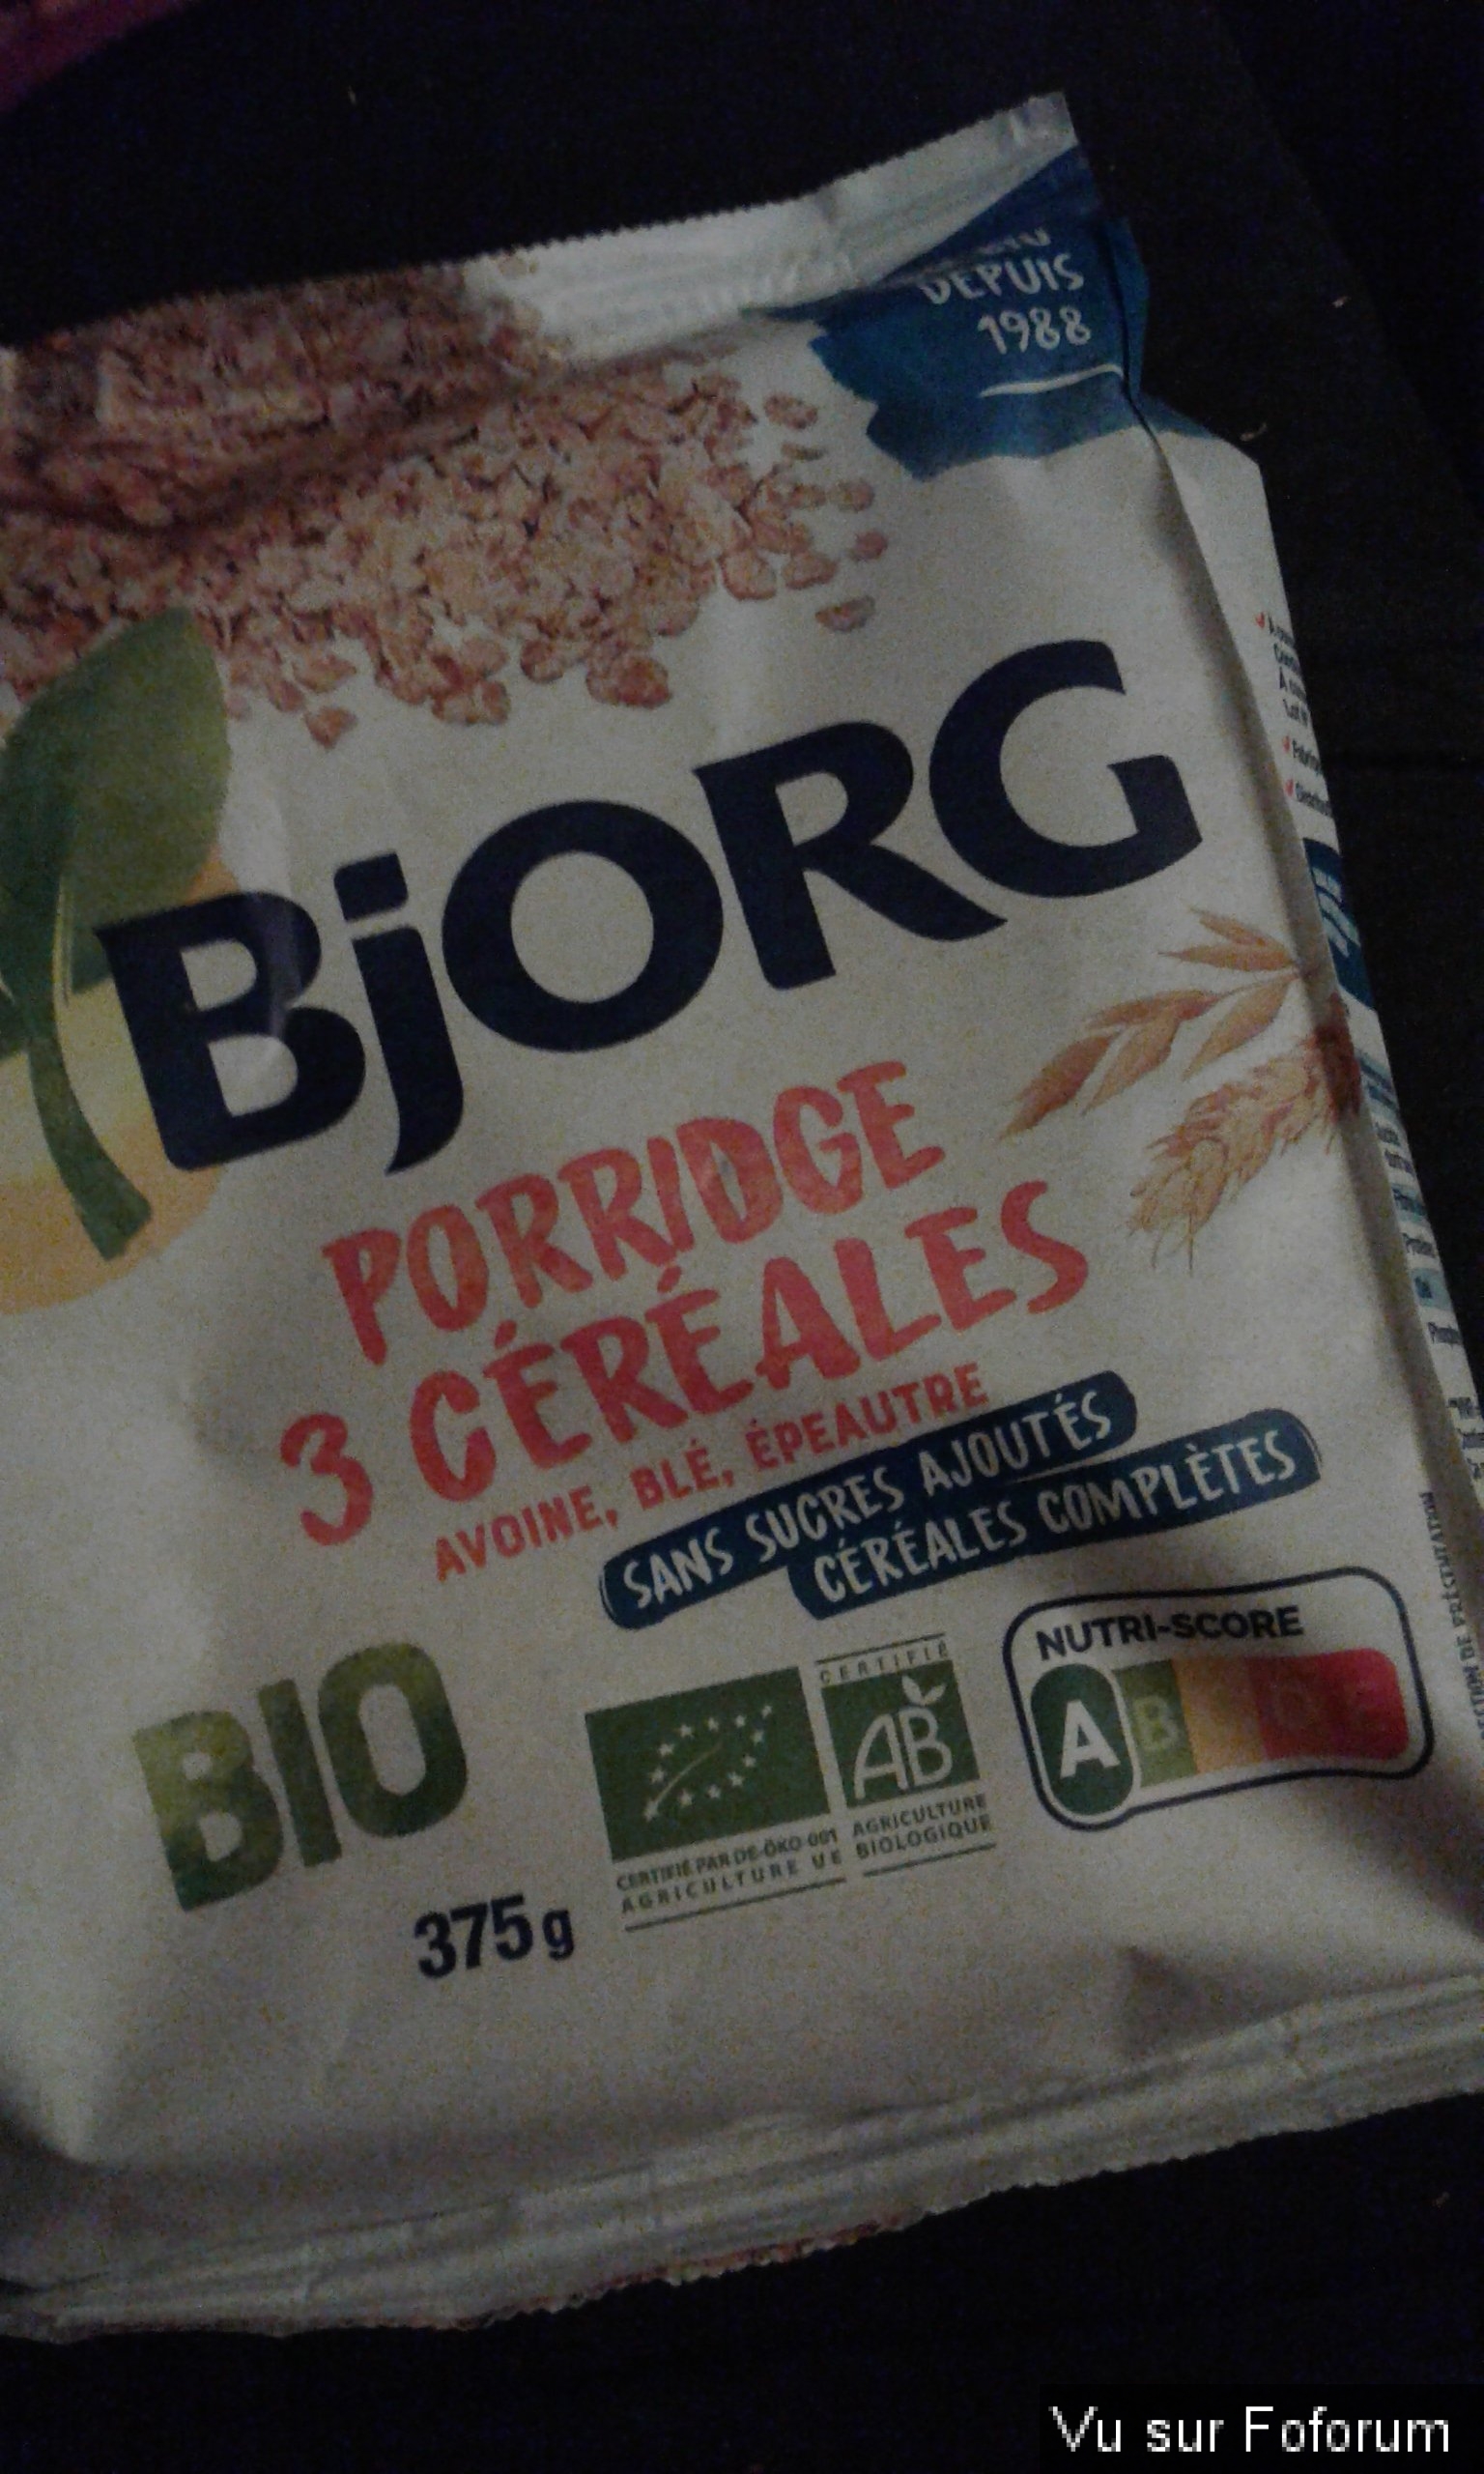 DEPUIS
1988
BjORG
PORRIDGE
3 CÉRÉALES
AVOINE, BLÉ, ÉPEAUTRE
SANS SUCRES AJOUTÉS
CÉRÉALES COMPLÈTES
BIO
375g
CERTIFIÉ PAR DE-ÖKO-001
AGRICULTURE UE
CERTIFIÉ
AB
AGRICULTURE
BIOLOGIQUE
NUTRI-SCORE
A B
Vu sur Foforum